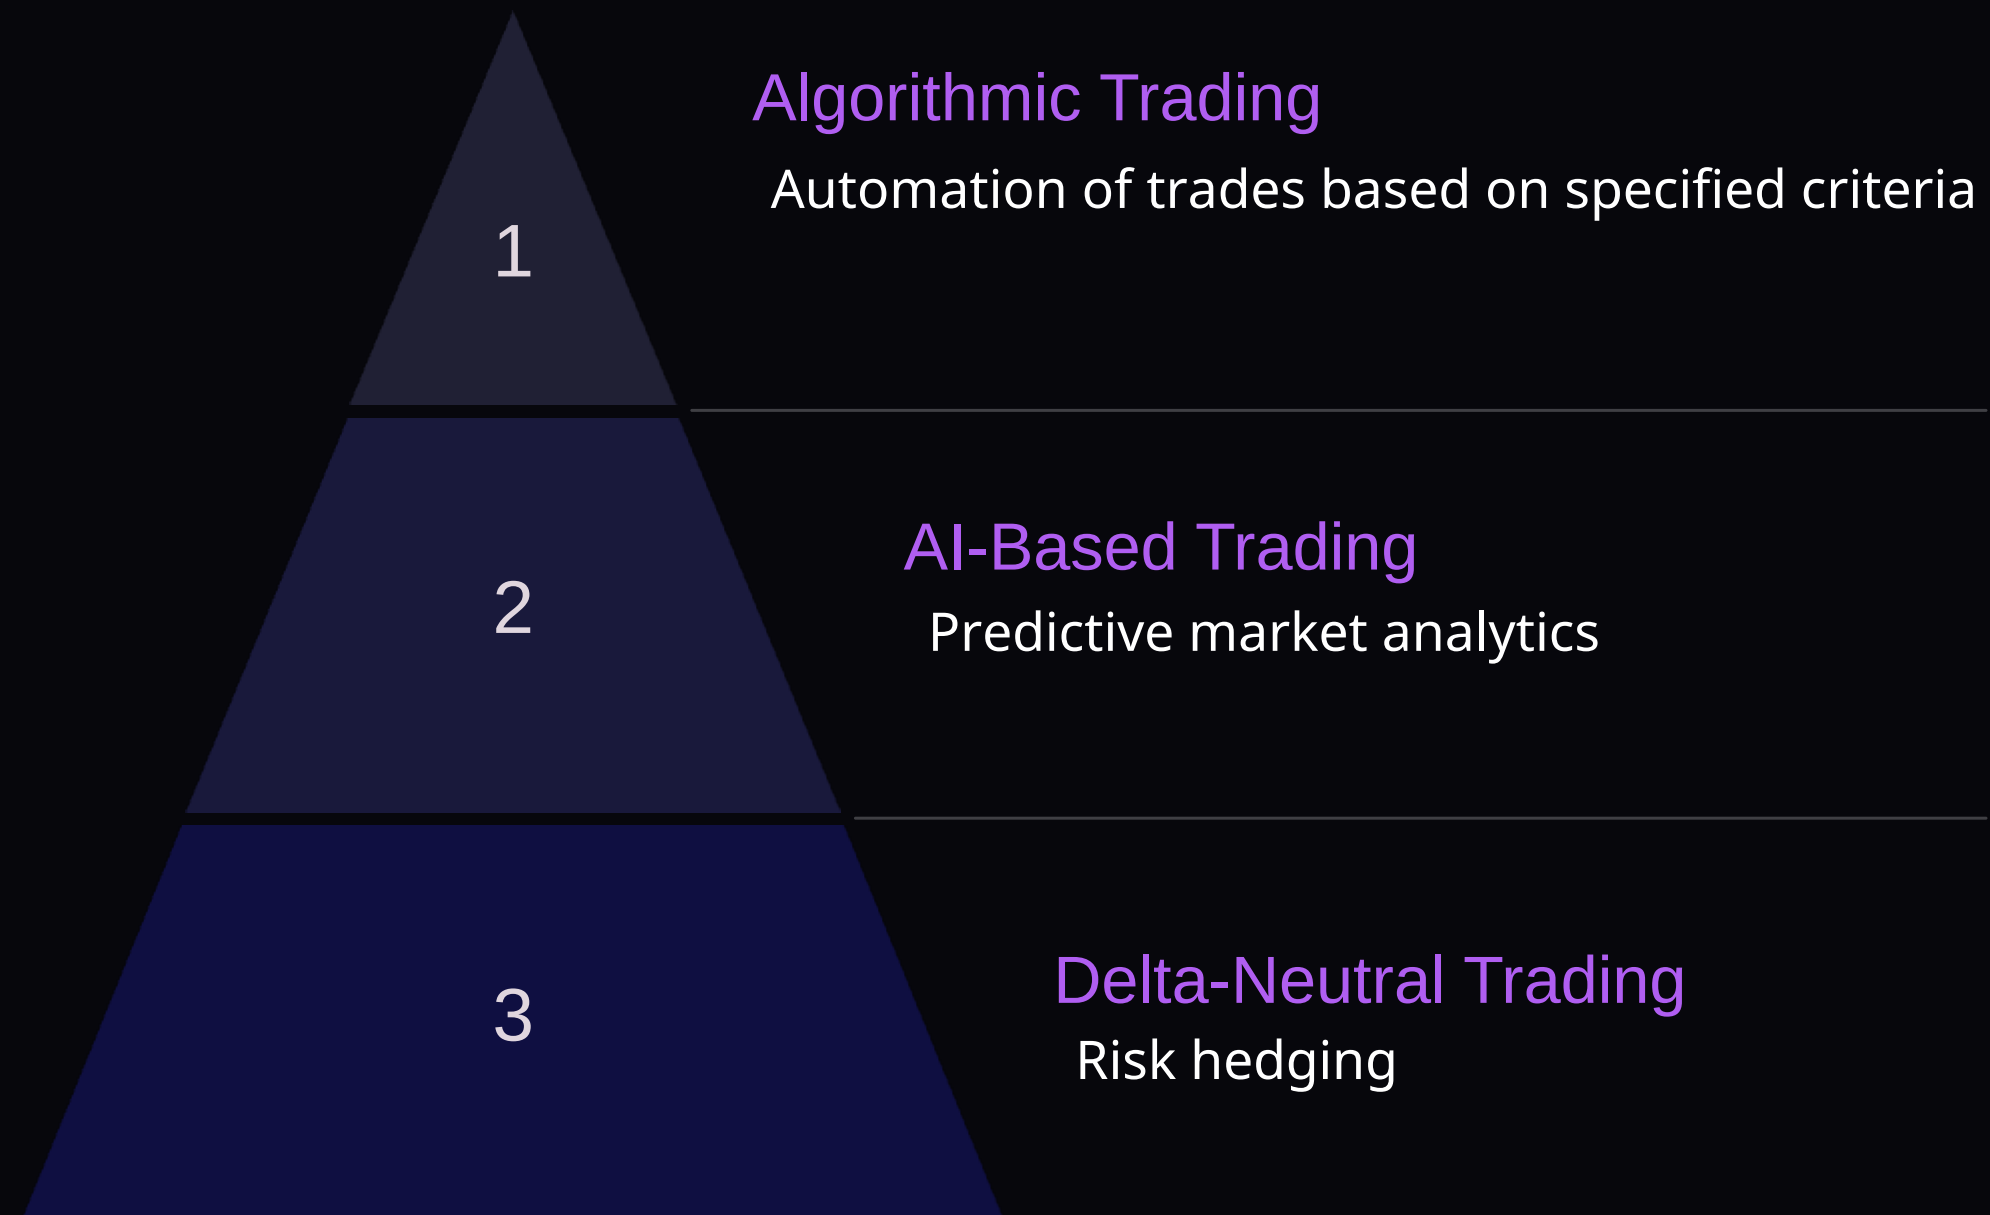 1
Algorithmic Trading
Automation of trades based on specified criteria
2
AI-Based Trading
Predictive market analytics
3
Delta-Neutral Trading
Risk hedging